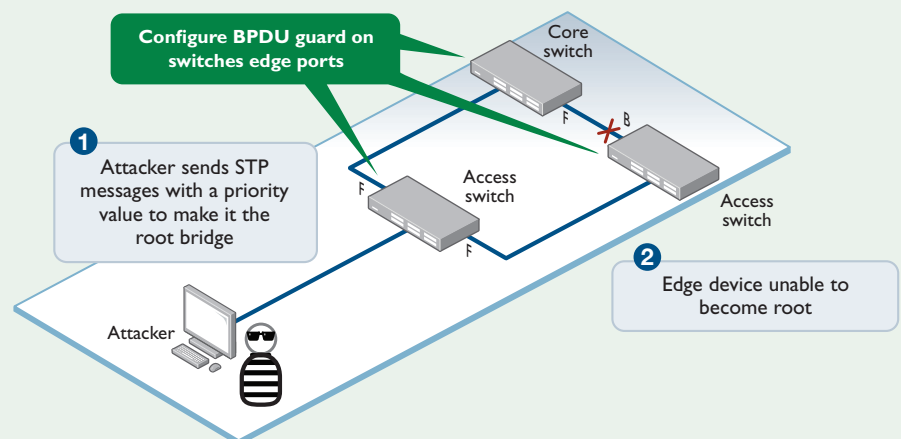 Configure BPDU guard on
switches edge ports
Core
switch
F
B
1
Attacker sends STP
messages with a priority
value to make it the
root bridge
F
Access
switch
Access
switch
F
2
Edge device unable to
become root
Attacker